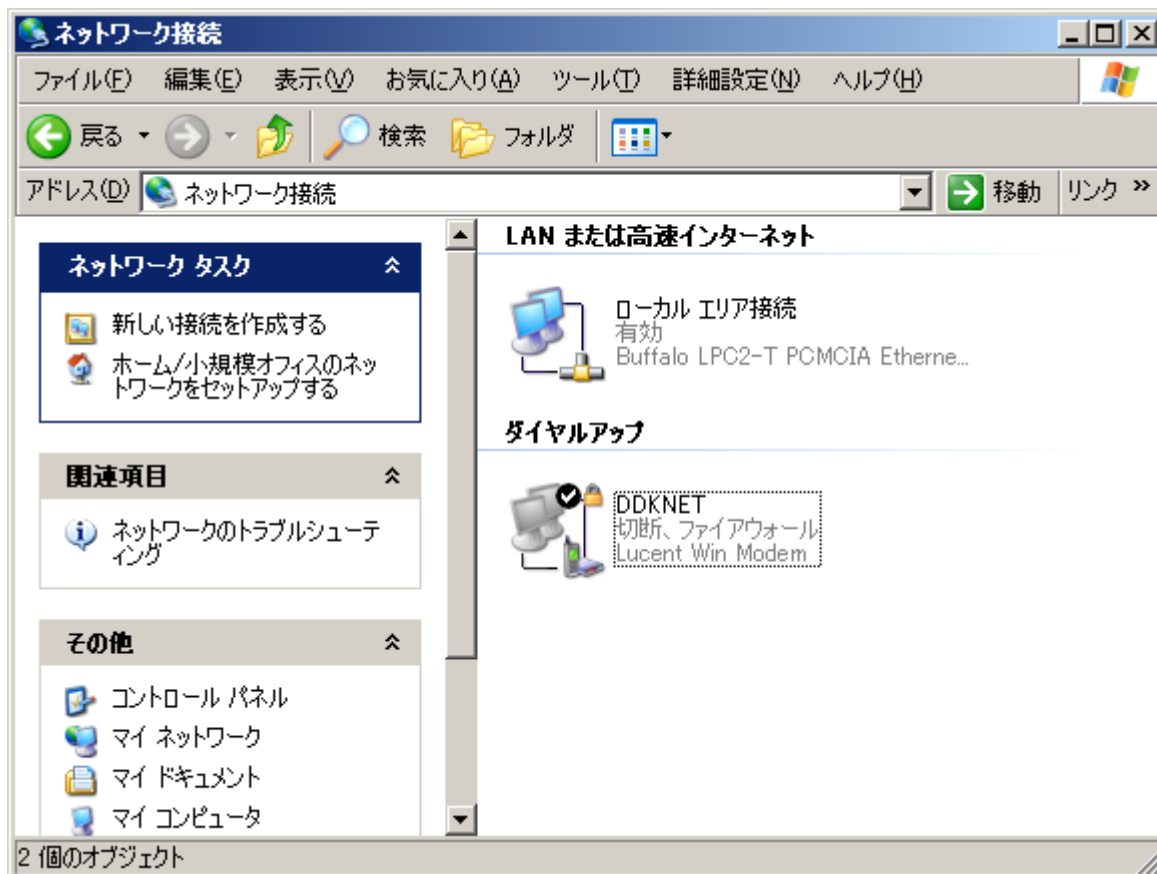 ネットワーク接続
ファイル(F) 編集(E) 表示(V) お気に入り(A) ツール(T) 詳細設定(N) ヘルプ(H)
戻る 検索 フォルダ
アドレス(D) ネットワーク接続 移動 リンク »
ネットワーク タスク
新しい接続を作成する
ホーム/小規模オフィスのネッ
トワークをセットアップする
関連項目
ネットワークのトラブルシューテ
ィング
その他
コントロール パネル
マイ ネットワーク
マイ ドキュメント
マイ コンピュータ
LAN または高速インターネット
ローカル エリア接続
有効
Buffalo LPC2-T PCMCIA Etherne...
ダイヤルアップ
DDKNET
切断、ファイアウォール
Lucent Win Modem
2 個のオブジェクト